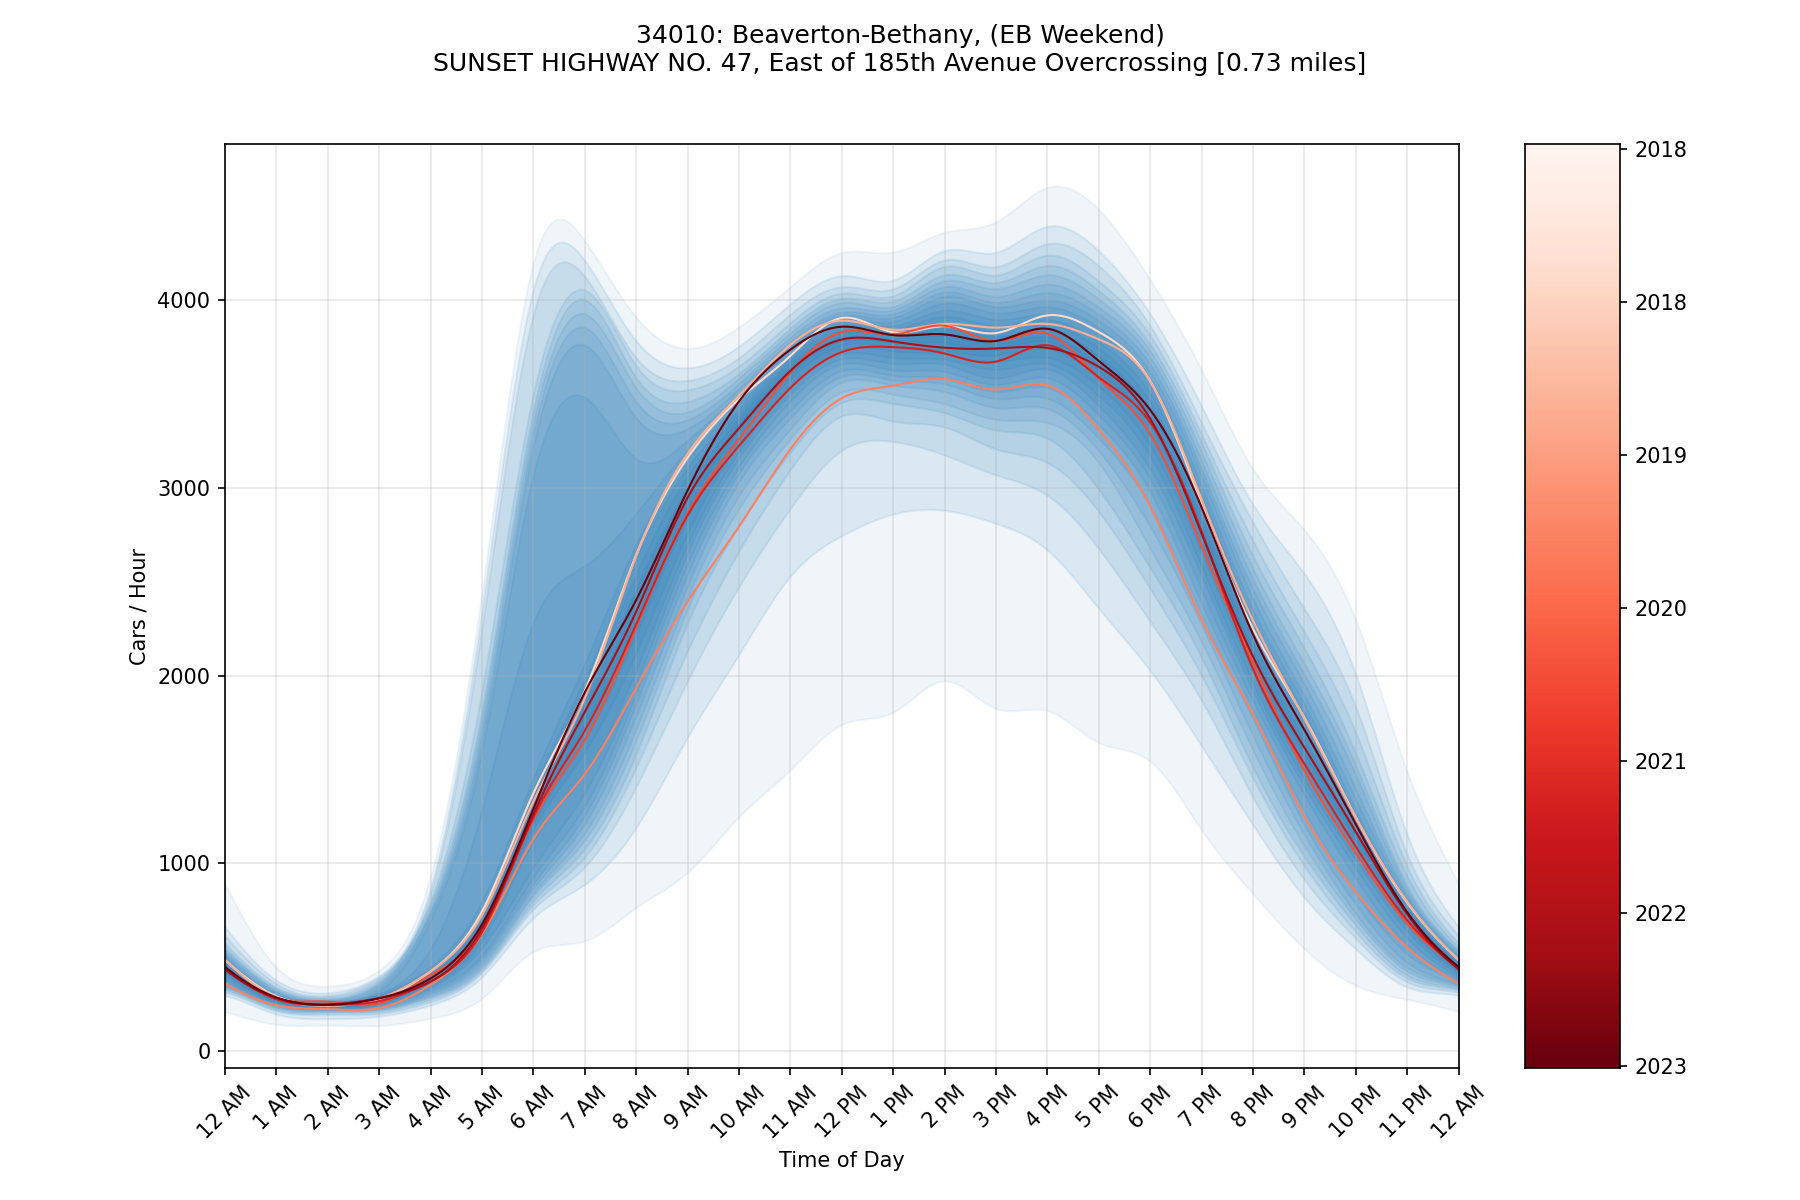 34010: Beaverton-Bethany, (EB Weekend)
SUNSET HIGHWAY NO. 47, East of 185th Avenue Overcrossing [0.73 miles]
Cars / Hour
4000
3000
2000
1000
0
12 AM
1 AM
2 AM
3 AM
4 AM
5 AM
6 AM
7 AM
8 AM
9 AM
10 AM
11 AM
12 PM
1 PM
2 PM
3 PM
4 PM
5 PM
6 PM
7 PM
8 PM
9 PM
10 PM
11 PM
12 AM
Time of Day
2018
2018
2019
2020
2021
2022
2023